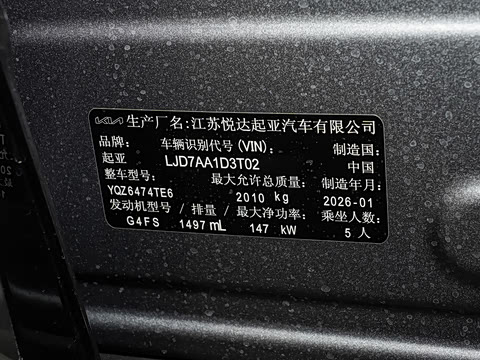 KIA 生产厂名:江苏悦达起亚汽车有限公司
品牌: 车辆识别代号(VIN): 制造国:
起亚 LJD7AA1D3T02 中国
整车型号: 最大允许总质量: 制造年月:
YQZ6474TE6 2010 kg 2026-01
发动机型号/排量/最大净功率: 乘坐人数:
G4FS 1497 mL 147 kW 5 人